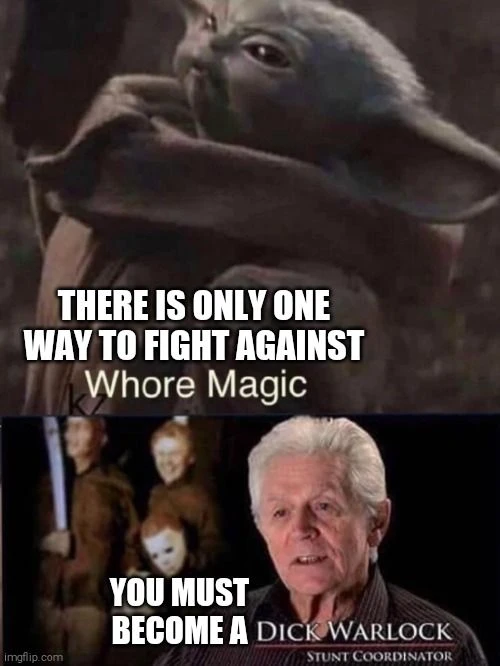 THERE IS ONLY ONE
WAY TO FIGHT AGAINST
Whore Magic
YOU MUST
BECOME A DICK WARLOCK
STUNT COORDINATOR
imgflip.com